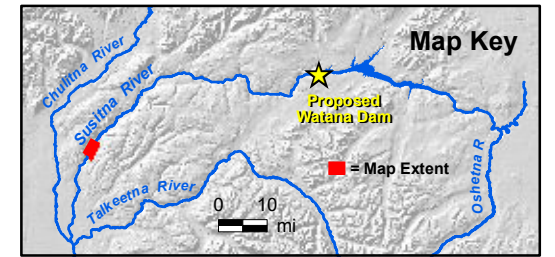 Map Key
Chulitna River
Susitna River
Proposed
Watana Dam
Talkeetna River
Oshetna R
= Map Extent
0 10
mi